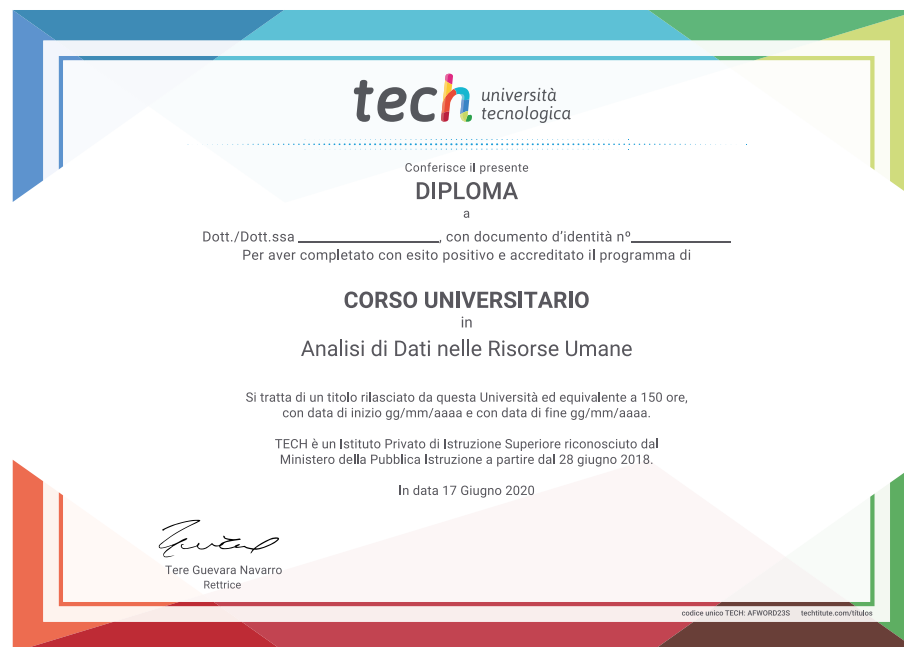 tech università
tecnologica
Conferisce il presente
DIPLOMA
a
Dott./Dott.ssa ____________________, con documento d'identità nº______________
Per aver completato con esito positivo e accreditato il programma di
CORSO UNIVERSITARIO
in
Analisi di Dati nelle Risorse Umane
Si tratta di un titolo rilasciato da questa Università ed equivalente a 150 ore,
con data di inizio gg/mm/aaaa e con data di fine gg/mm/aaaa.
TECH è un Istituto Privato di Istruzione Superiore riconosciuto dal
Ministero della Pubblica Istruzione a partire dal 28 giugno 2018.
In data 17 Giugno 2020
Tere Guevara Navarro
Rettrice
codice unico TECH: AFWORD23S techtitute.com/titulos